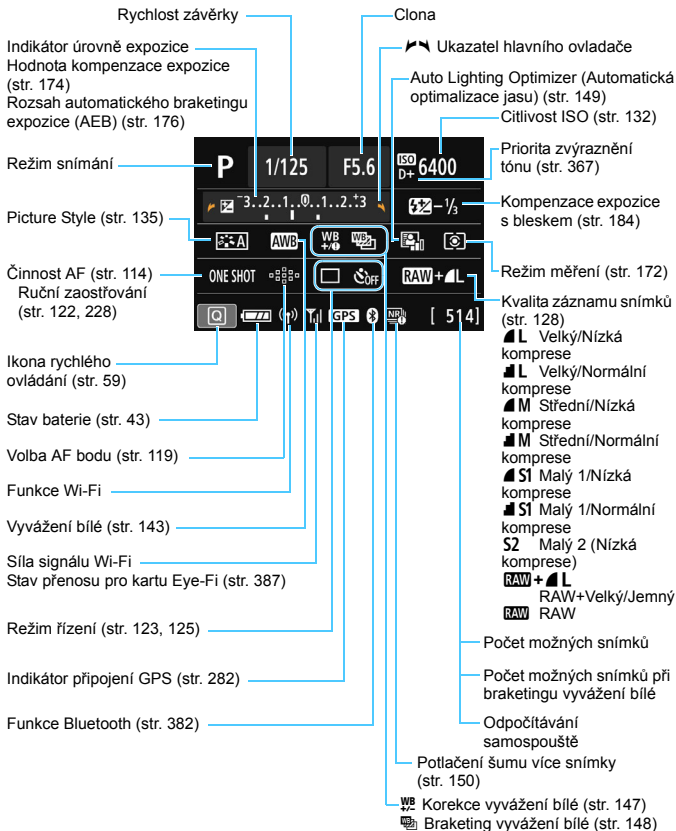 Rychlost závěrky
Clona
Indikátor úrovně expozice
Hodnota kompenzace expozice
(str. 174)
Rozsah automatického braketingu
expozice (AEB) (str. 176)
Režim snímání
Picture Style (str. 135)
Činnost AF (str. 114)
Ruční zaostřování
(str. 122, 228)
Ikona rychlého
ovládání (str. 59)
Stav baterie (str. 43)
Volba AF bodu (str. 119)
Funkce Wi-Fi
Vyvážení bílé (str. 143)
Síla signálu Wi-Fi
Stav přenosu pro kartu Eye-Fi (str. 387)
Režim řízení (str. 123, 125)
Indikátor připojení GPS (str. 282)
Funkce Bluetooth (str. 382)
P 1/125 F5.6 ISO D+ 6400
-3..2..1..0..1..2..+3 -1/3
A AWB WB +/- WB
ONE SHOT OFF RAW+L
Q GPS NR [ 514]
Ukazatel hlavního ovladače
Auto Lighting Optimizer (Automatická
optimalizace jasu) (str. 149)
Citlivost ISO (str. 132)
Priorita zvýraznění
tónu (str. 367)
Kompenzace expozice
s bleskem (str. 184)
Režim měření (str. 172)
Kvalita záznamu snímků
(str. 128)
L Velký/Nízká
komprese
L Velký/Normální
komprese
M Střední/Nízká
komprese
M Střední/Normální
komprese
S1 Malý 1/Nízká
komprese
S1 Malý 1/Normální
komprese
S2 Malý 2 (Nízká
komprese)
RAW+L
RAW+Velký/Jemný
RAW RAW
Počet možných snímků
Počet možných snímků při
braketingu vyvážení bílé
Odpočítávání
samospouště
Potlačení šumu více snímky
(str. 150)
WB +/- Korekce vyvážení bílé (str. 147)
WB Braketing vyvážení bílé (str. 148)